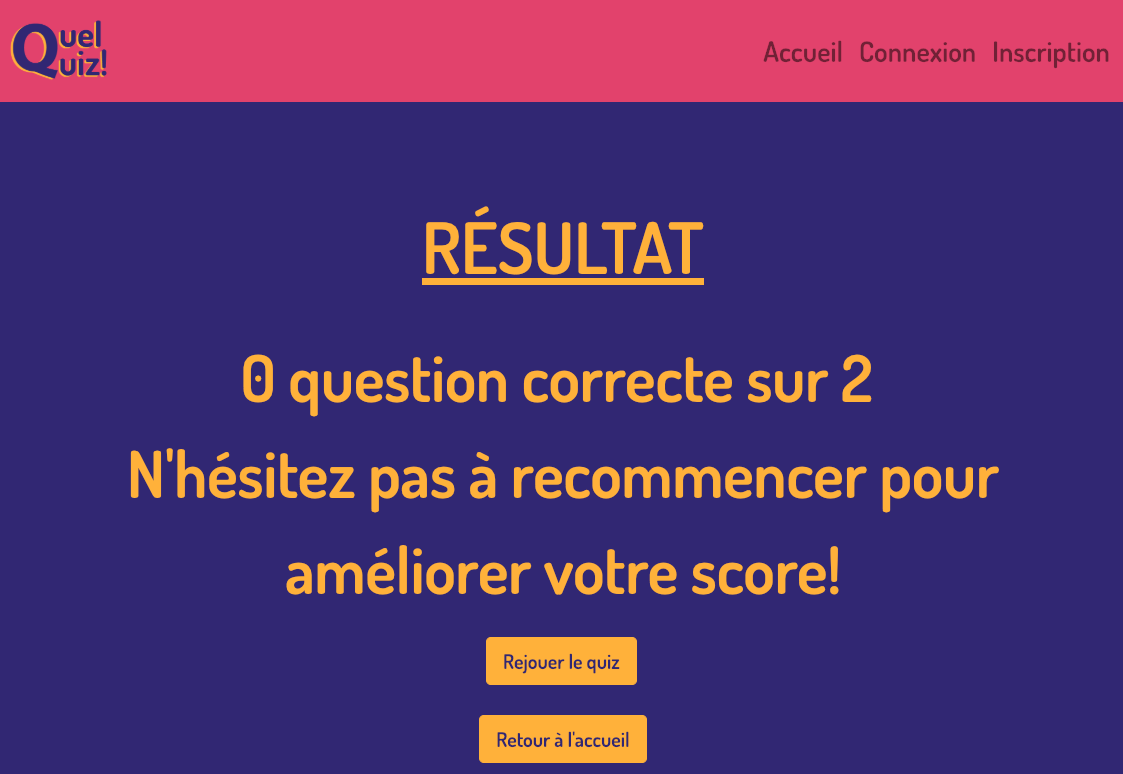 Quel
Quiz!
Accueil Connexion Inscription
RÉSULTAT
0 question correcte sur 2
N'hésitez pas à recommencer pour
améliorer votre score!
Rejouer le quiz
Retour à l'accueil